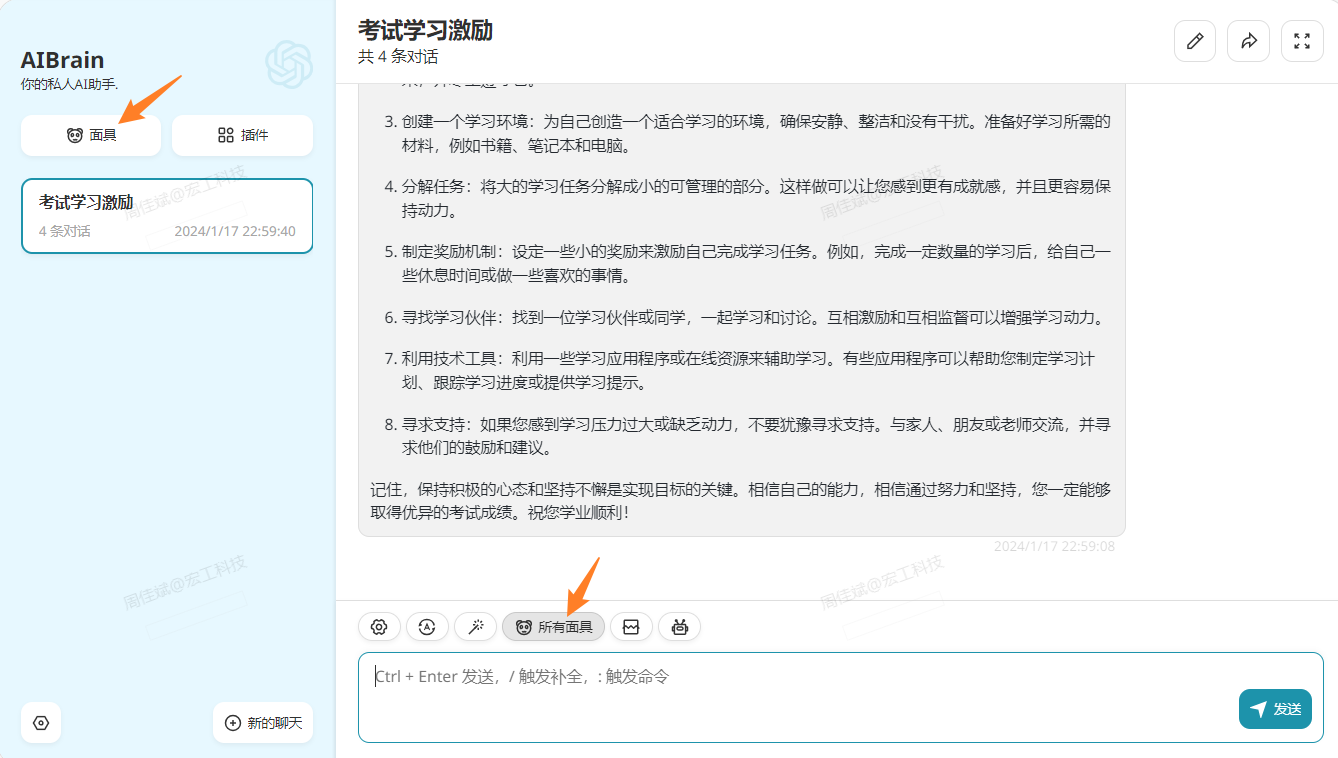 AIBrain
你的私人AI助手.
面具
插件
考试学习激励
4 条对话
2024/1/17 22:59:40
新的聊天
考试学习激励
共 4 条对话
3. 创建一个学习环境：为自己创造一个适合学习的环境，确保安静、整洁和没有干扰。准备好学习所需的
材料，例如书籍、笔记本和电脑。
4. 分解任务：将大的学习任务分解成小的可管理的部分。这样做可以让您感到更有成就感，并且更容易保
持动力。
5. 制定奖励机制：设定一些小的奖励来激励自己完成学习任务。例如，完成一定数量的学习后，给自己一
些休息时间或做一些喜欢的事情。
6. 寻找学习伙伴：找到一位学习伙伴或同学，一起学习和讨论。互相激励和互相监督可以增强学习动力。
7. 利用技术工具：利用一些学习应用程序或在线资源来辅助学习。有些应用程序可以帮助您制定学习计
划、跟踪学习进度或提供学习提示。
8. 寻求支持：如果您感到学习压力过大或缺乏动力，不要犹豫寻求支持。与家人、朋友或老师交流，并寻
求他们的鼓励和建议。
记住，保持积极的心态和坚持不懈是实现目标的关键。相信自己的能力，相信通过努力和坚持，您一定能够
取得优异的考试成绩。祝您学业顺利！
2024/1/17 22:59:08
所有面具
Ctrl + Enter 发送，/ 触发补全，: 触发命令
发送
周佳斌@宏工科技
周佳斌@宏工科技
周佳斌@宏工科技
周佳斌@宏工科技